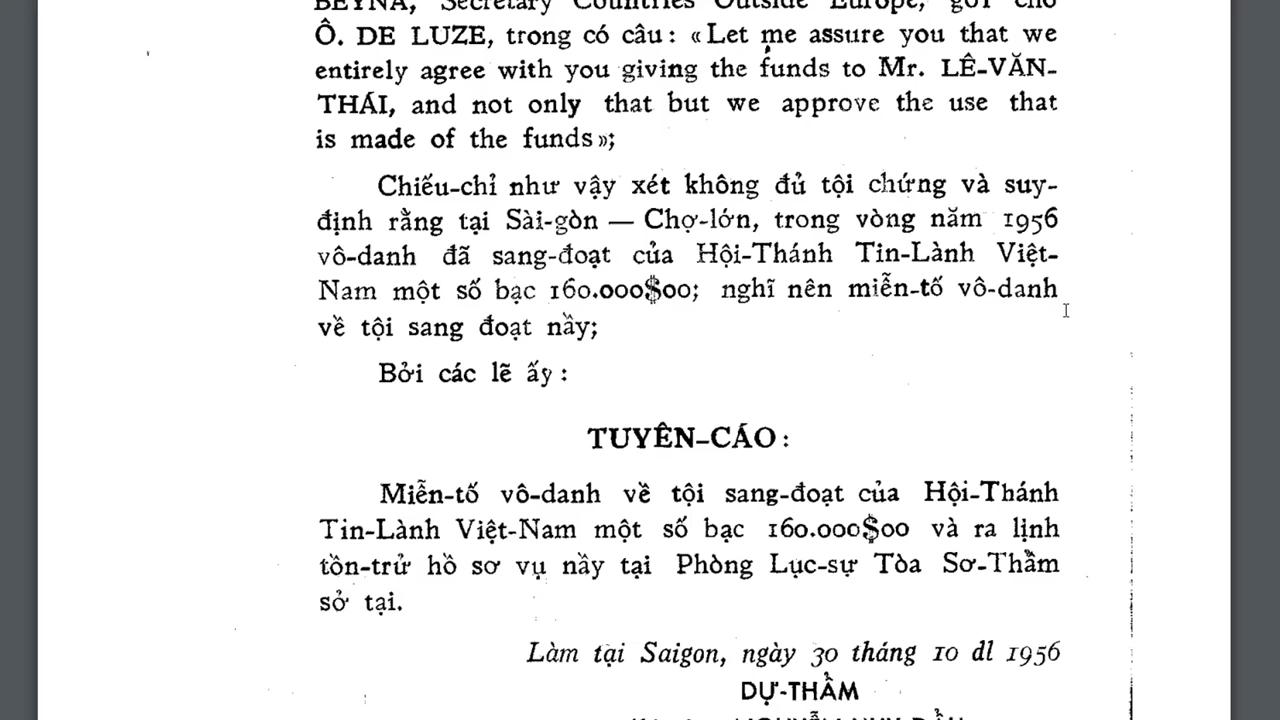 BEYNA, Secretary Countries Outside Europe, gởi cho
Ô. DE LUZE, trong có câu : «Let me assure you that we
entirely agree with you giving the funds to Mr. LÊ-VĂN-
THÁI, and not only that but we approve the use that
is made of the funds»;
Chiếu-chỉ như vậy xét không đủ tội chứng và suy-
định rằng tại Sài-gòn — Chợ-lớn, trong vòng năm 1956
vô-danh đã sang-đoạt của Hội-Thánh Tin-Lành Việt-
Nam một số bạc 160.000$00; nghĩ nên miễn-tố vô-danh
về tội sang đoạt nầy;
Bởi các lẽ ấy :
TUYÊN-CÁO :
Miễn-tố vô-danh về tội sang-đoạt của Hội-Thánh
Tin-Lành Việt-Nam một số bạc 160.000$00 và ra lịnh
tồn-trử hồ sơ vụ nầy tại Phòng Lục-sự Tòa Sơ-Thẩm
sở tại.
Làm tại Saigon, ngày 30 tháng 10 dl 1956
DỰ-THẨM